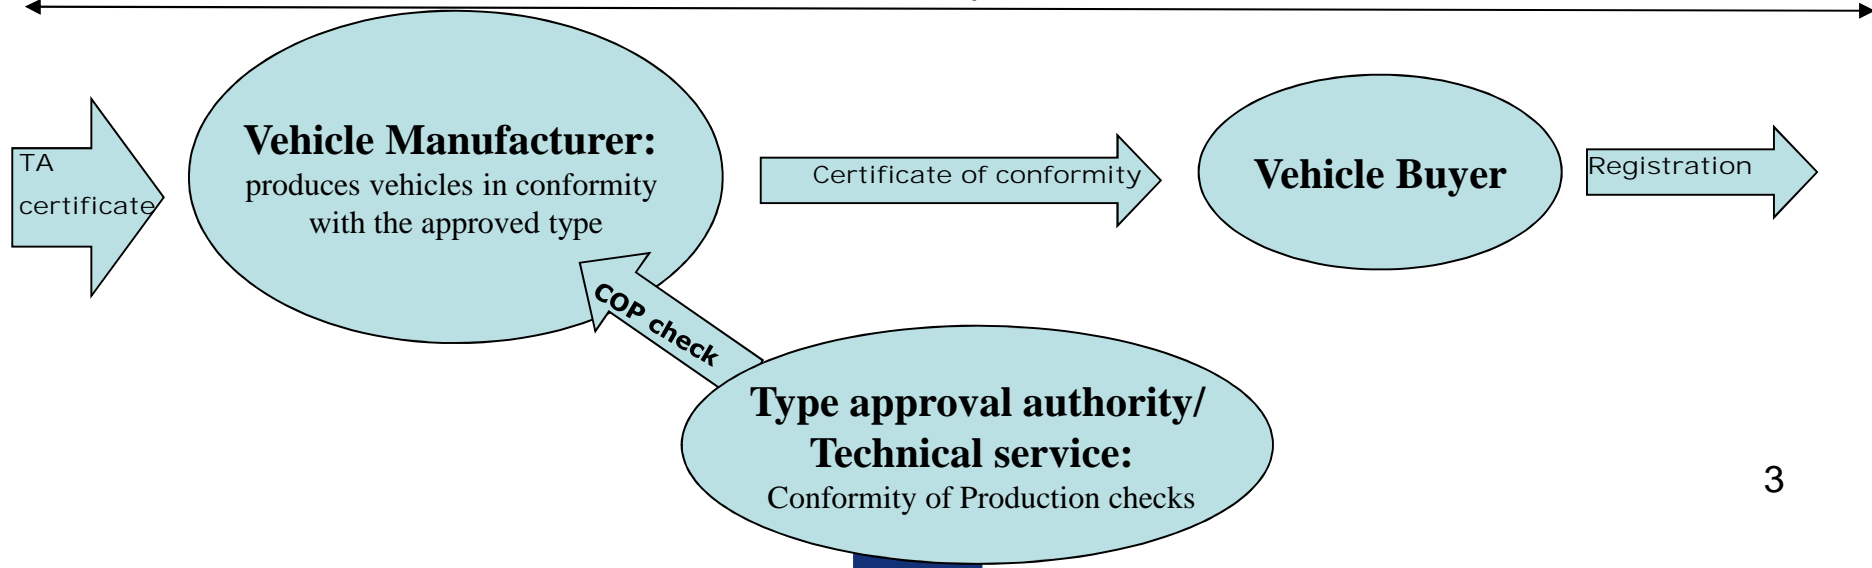 TA
certificate
Vehicle Manufacturer:
produces vehicles in conformity
with the approved type
Certificate of conformity
Vehicle Buyer
Registration
COP check
Type approval authority/
Technical service:
Conformity of Production checks
3